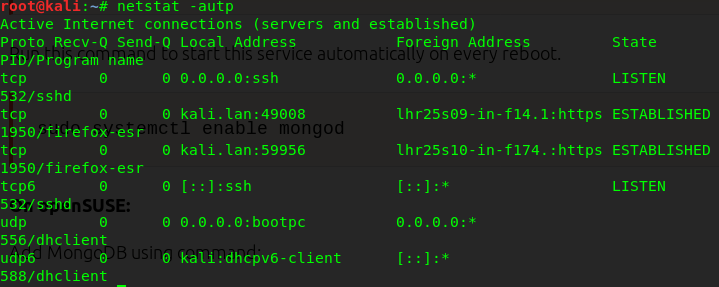 root@kali:~# netstat -autp
Active Internet connections (servers and established)
Proto Recv-Q Send-Q Local Address           Foreign Address         State
PID/Program name
Run this command to start this service automatically on every reboot.
tcp        0      0 0.0.0.0:ssh             0.0.0.0:*               LISTEN
532/sshd
tcp        0      0 kali.lan:49008          lhr25s09-in-f14.1:https ESTABLISHED
1950/firefox-esr
sudo systemctl enable mongod
tcp        0      0 kali.lan:59956          lhr25s10-in-f174.:https ESTABLISHED
1950/firefox-esr
tcp6       0      0 [::]:ssh                [::]:*                  LISTEN
532/sshd
openSUSE:
udp        0      0 0.0.0.0:bootpc          0.0.0.0:*
556/dhclient
Add MongoDB using command:
udp6       0      0 kali:dhcpv6-client      [::]:*
588/dhclient